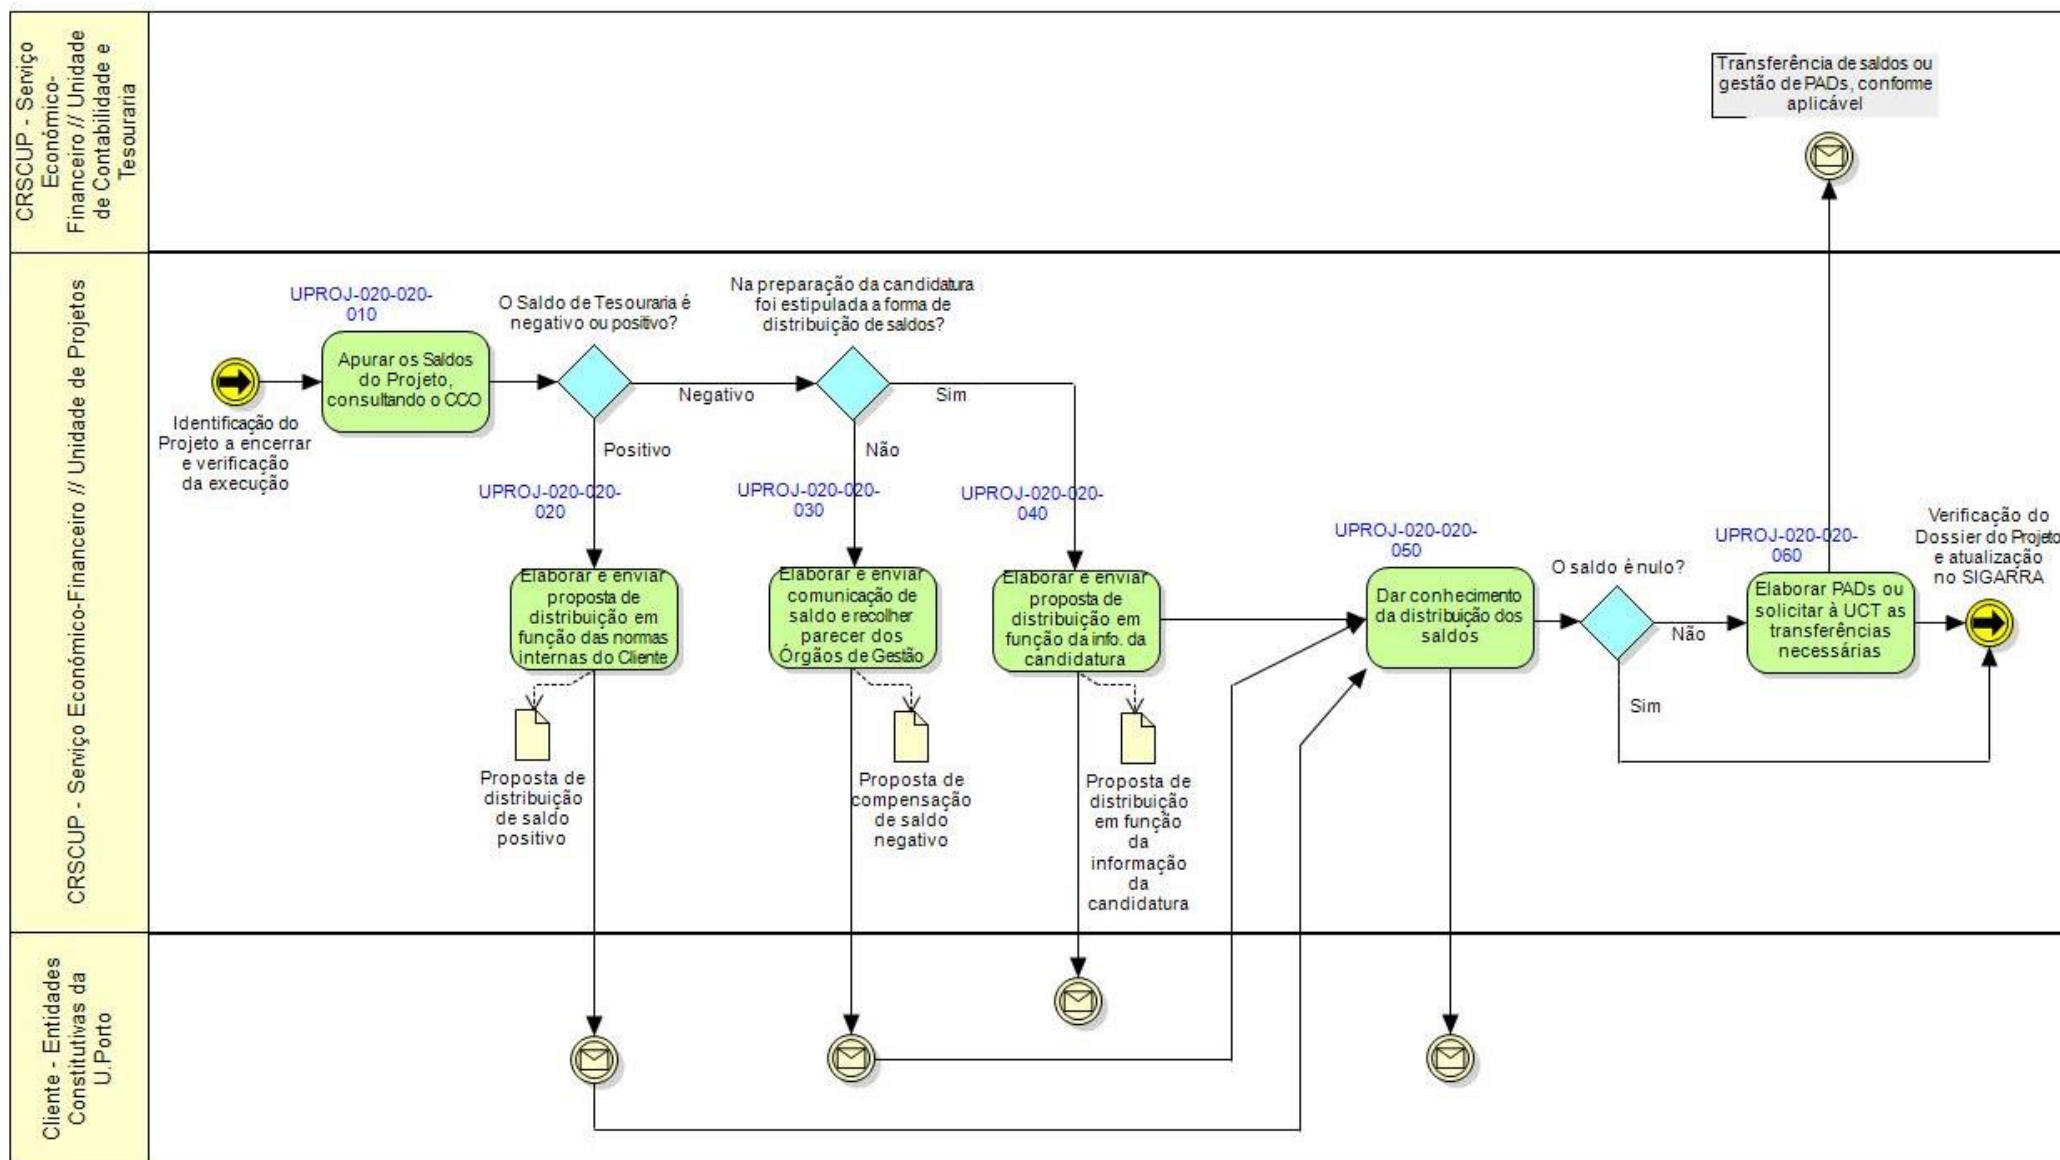 CRSCUP - Serviço
Económico-
Financeiro // Unidade
de Contabilidade e
Tesouraria
Transferência de saldos ou
gestão de PADs, conforme
aplicável
CRSCUP - Serviço Económico-Financeiro // Unidade de Projetos
Identificação do
Projeto a encerrar
e verificação
da execução
UPROJ-020-020-
010
Apurar os Saldos
do Projeto,
consultando o CCO
O Saldo de Tesouraria é
negativo ou positivo?
Negativo
Positivo
Na preparação da candidatura
foi estipulada a forma de
distribuição de saldos?
Sim
Não
UPROJ-020-020-
020
Elaborar e enviar
proposta de
distribuição em
função das normas
internas do Cliente
Proposta de
distribuição
de saldo
positivo
UPROJ-020-020-
030
Elaborar e enviar
comunicação de
saldo e recolher
parecer dos
Órgãos de Gestão
Proposta de
compensação
de saldo
negativo
UPROJ-020-020-
040
Elaborar e enviar
proposta de
distribuição em
função da info. da
candidatura
Proposta de
distribuição
em função
da
informação
da
candidatura
UPROJ-020-020-
050
Dar conhecimento
da distribuição dos
saldos
O saldo é nulo?
Não
Sim
UPROJ-020-020-
060
Elaborar PADs ou
solicitar à UCT as
transferências
necessárias
Verificação do
Dossier do Projeto
e atualização
no SIGARRA
Cliente - Entidades
Constitutivas da
U.Porto